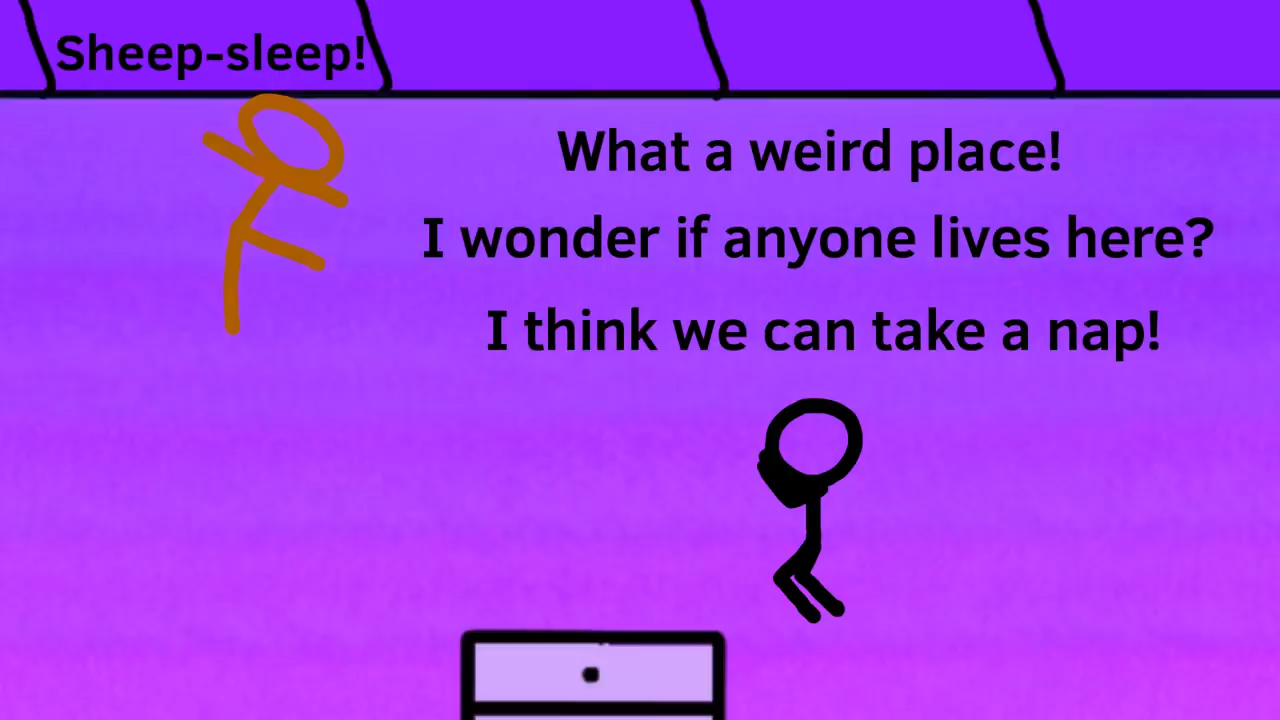 Sheep-sleep!
What a weird place!
I wonder if anyone lives here?
I think we can take a nap!